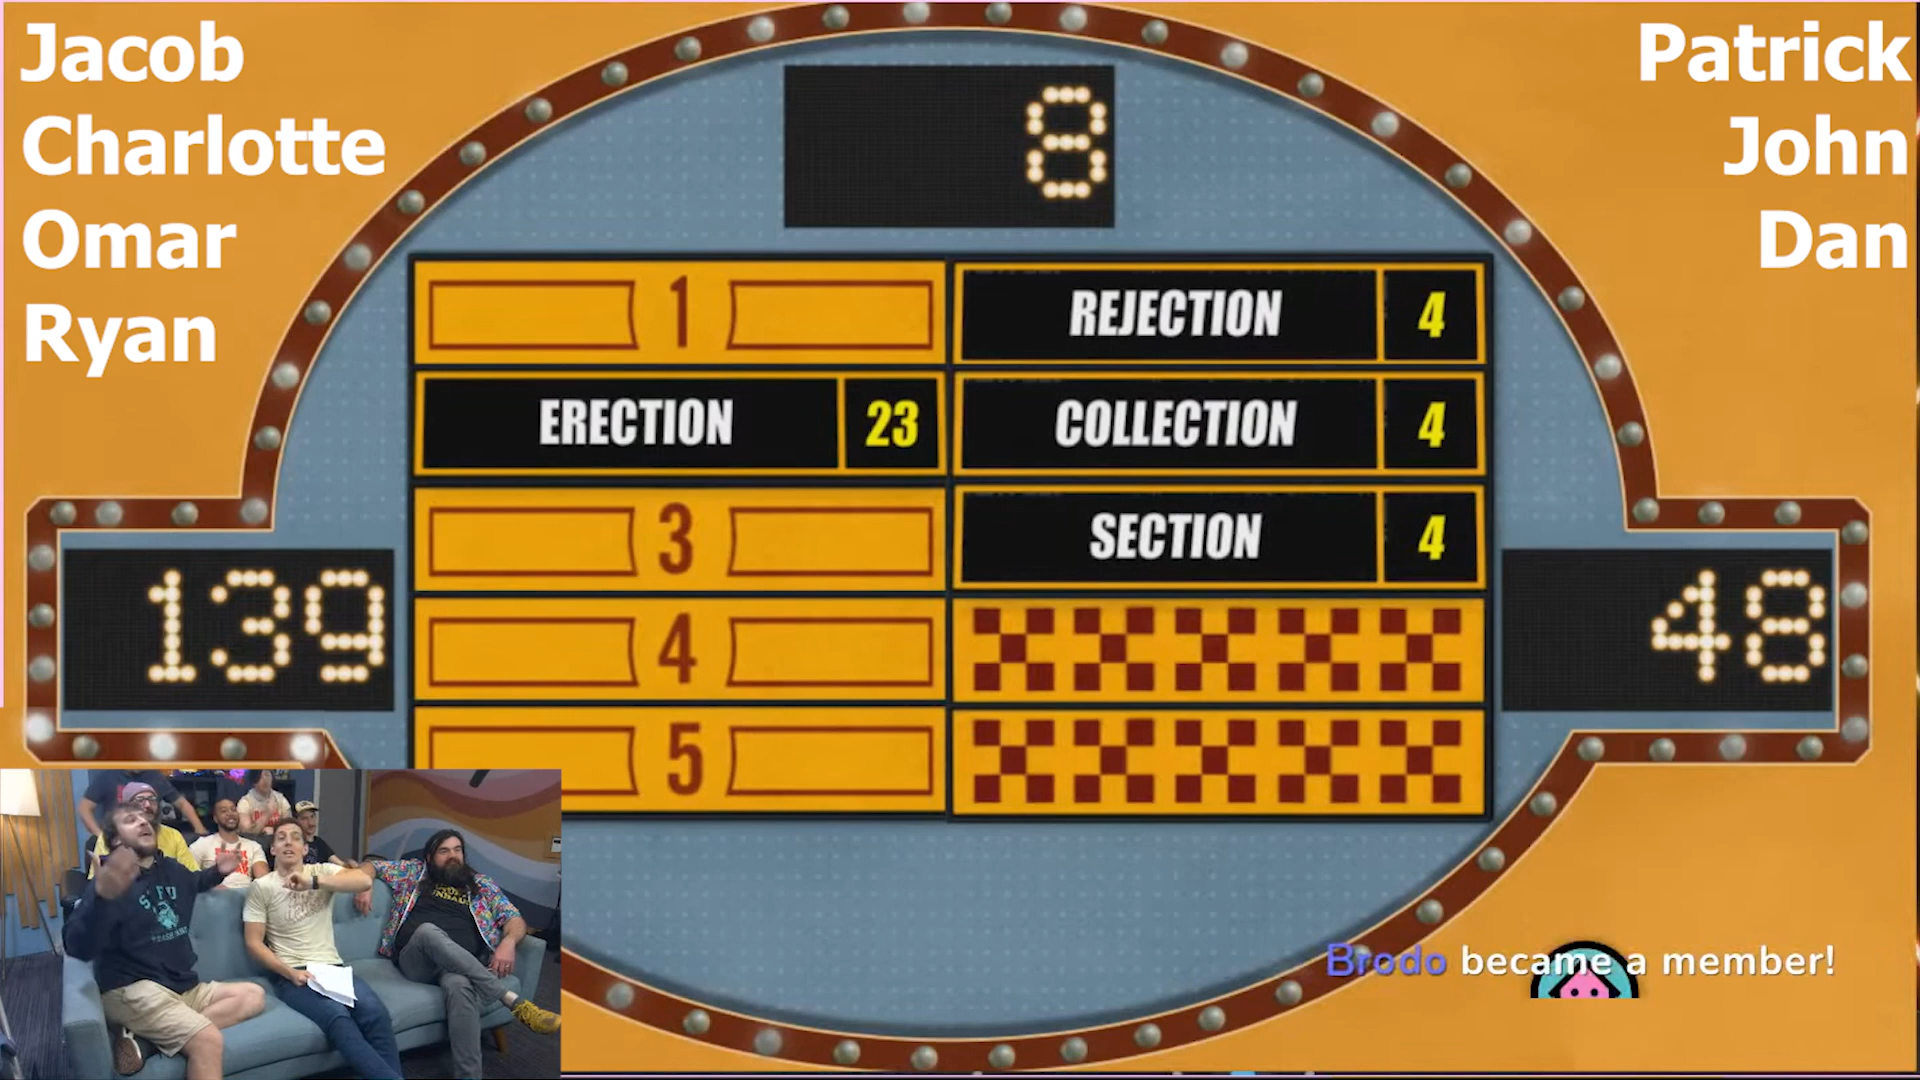 Jacob
Charlotte
Omar
Ryan
Patrick
John
Dan
8
1
ERECTION 23
3
4
5
REJECTION 4
COLLECTION 4
SECTION 4
139
48
Brodo became a member!